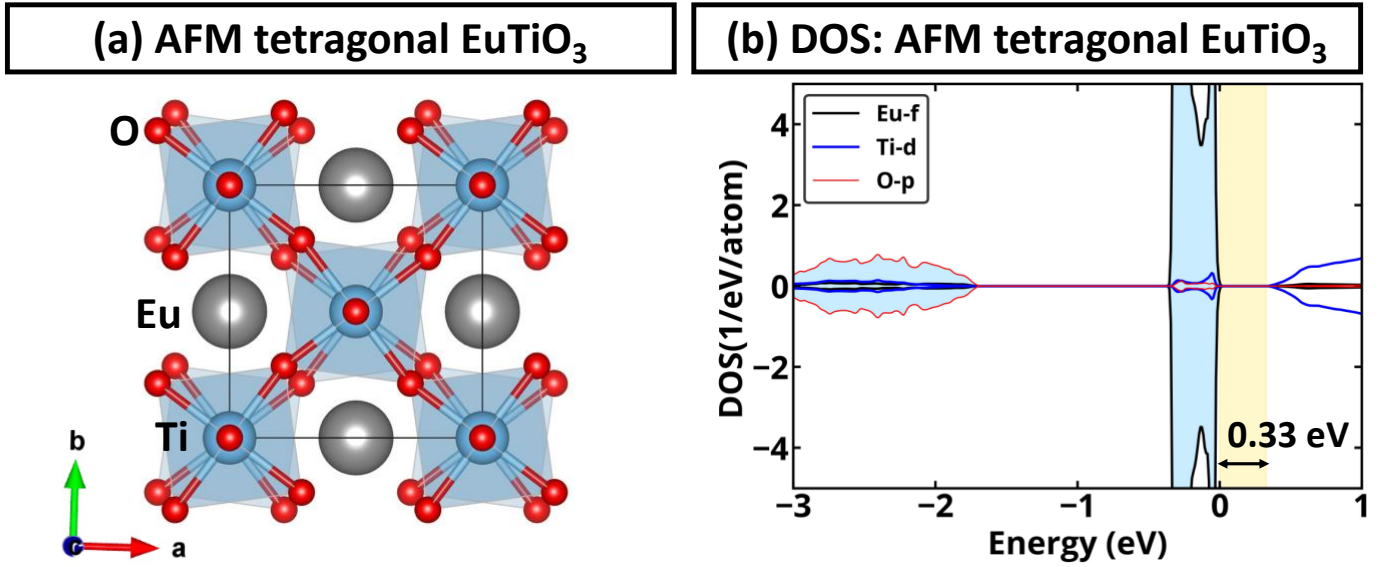 (a) AFM tetragonal EuTiO₃
(b) DOS: AFM tetragonal EuTiO₃
O
Eu
Ti
b
c
a
Eu-f
Ti-d
O-p
DOS(1/eV/atom)
4
2
0
−2
−4
0.33 eV
−3 −2 −1 0 1
Energy (eV)